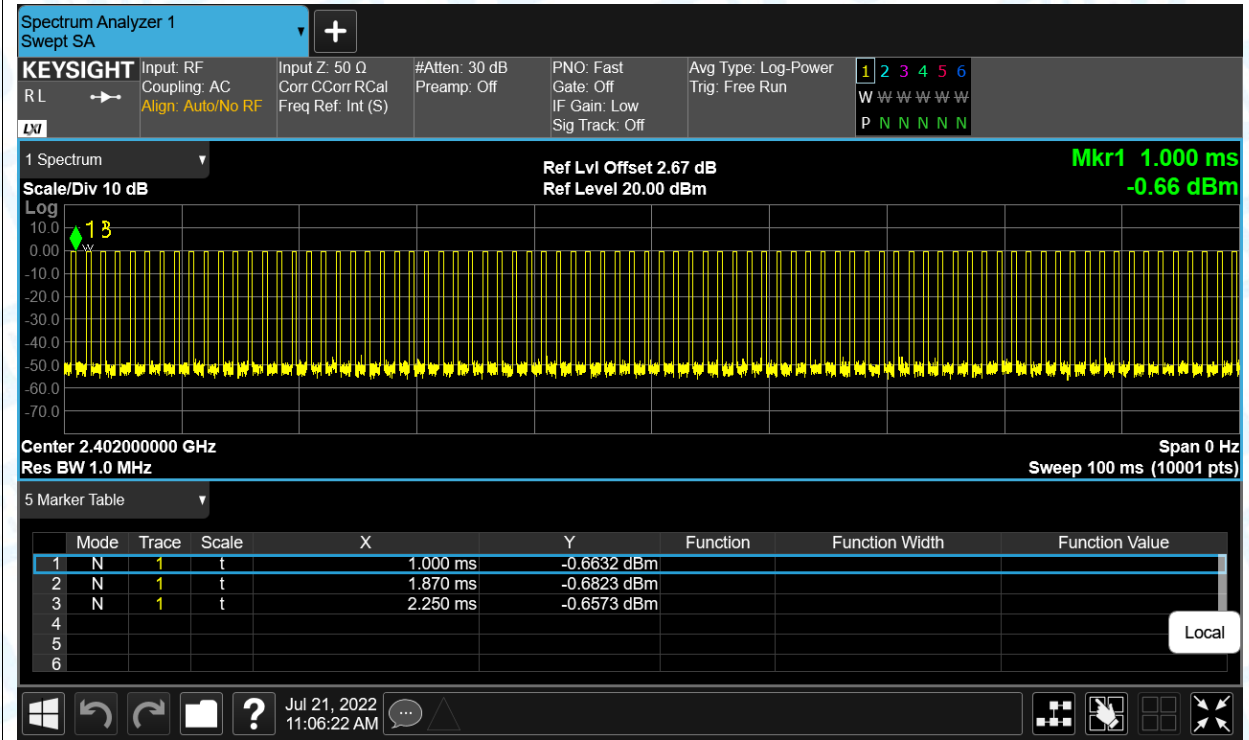 Spectrum Analyzer 1
Swept SA
+
KEYSIGHT Input: RF Input Z: 50 Ω #Atten: 30 dB PNO: Fast Avg Type: Log-Power 1 2 3 4 5 6
R L Coupling: AC Corr CCorr RCal Preamp: Off Gate: Off Trig: Free Run W W W W W W
Align: Auto/No RF Freq Ref: Int (S) IF Gain: Low
LXI Sig Track: Off P N N N N N
1 Spectrum Ref Lvl Offset 2.67 dB Mkr1 1.000 ms
Scale/Div 10 dB Ref Level 20.00 dBm -0.66 dBm
Log
10.0
0.00
-10.0
-20.0
-30.0
-40.0
-50.0
-60.0
-70.0
Center 2.402000000 GHz Span 0 Hz
Res BW 1.0 MHz Sweep 100 ms (10001 pts)
5 Marker Table
Mode Trace Scale X Y Function Function Width Function Value
1 N 1 t 1.000 ms -0.6632 dBm
2 N 1 t 1.870 ms -0.6823 dBm
3 N 1 t 2.250 ms -0.6573 dBm
4
5
6
Local
? Jul 21, 2022
11:06:22 AM